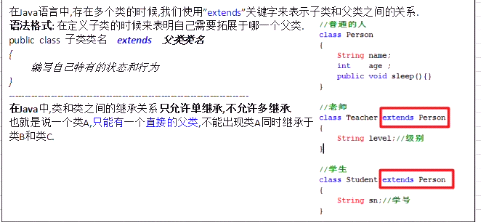 在Java语言中,存在多个类的时候,我们使用"extends"关键字来表示子类和父类之间的关系.
语法格式: 在定义子类的时候来表明自己需要拓展于哪一个父类.
public class 子类类名 extends 父类类名
{
编写自己特有的状态和行为
}
----------------------------------------
在Java中,类和类之间的继承关系只允许单继承,不允许多继承.
也就是说一个类A,只能有一个直接的父类,不能出现类A同时继承于
类B和类C.
//普通的人
class Person
{
String name;
int age ;
public void sleep(){}
}
//老师
class Teacher extends Person
{
String level;//级别
}
//学生
class Student extends Person
{
String sn;//学号
}